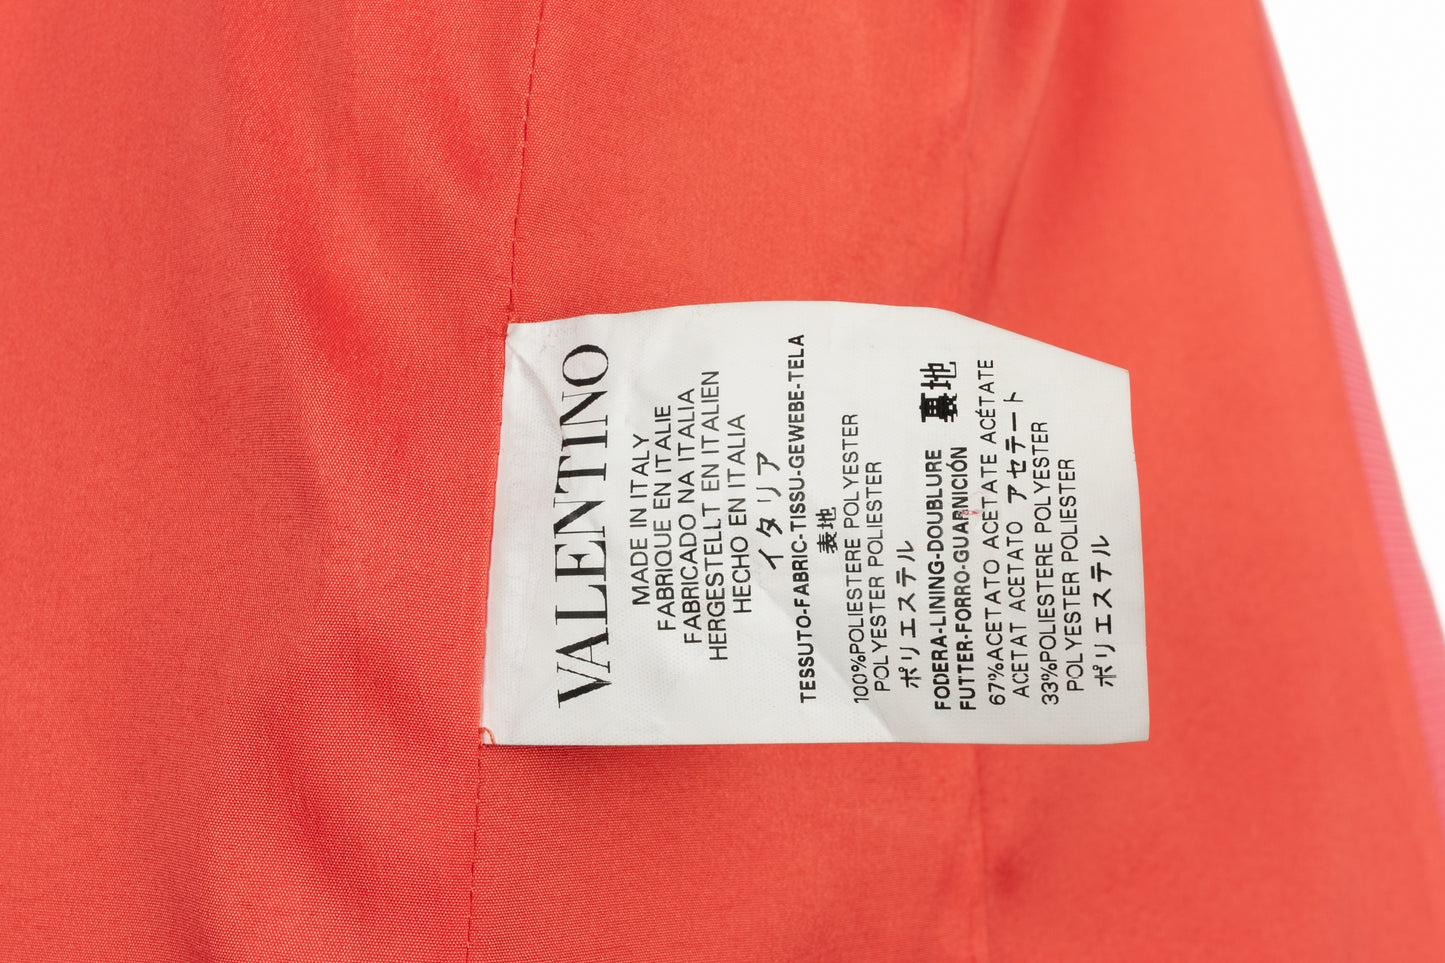 VALENTINO
MADE IN ITALY
FABRIQUE EN ITALIE
FABRICADO NA ITALIA
HERGESTELLT EN ITALIEN
HECHO EN ITALIA
イタリア
TESSUTO-FABRIC-TISSU-GEWEBE-TELA
表地
100%POLIESTERE POLYESTER
POLYESTER POLIESTER
ポリエステル
FODERA-LINING-DOUBLURE 裏地
FUTTER-FORRO-GUARNICIÓN
67%ACETATO ACETATE ACÉTATE
ACETAT ACETATO アセテート
33%POLIESTERE POLYESTER
POLYESTER POLIESTER
ポリエステル